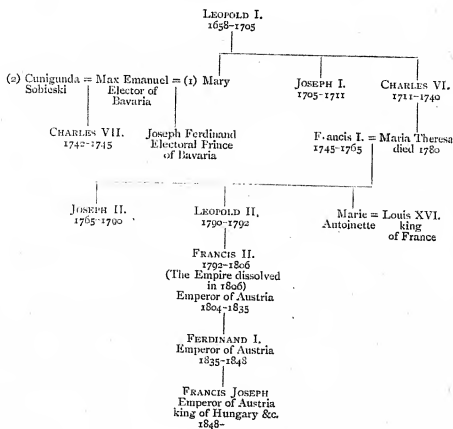 LEOPOLD I.
1658-1705
(2) Cunigunda = Max Emanuel = (1) Mary
Sobieski
Elector of
Bavaria
JOSEPH I.
1705-1711
CHARLES VI.
1711-1740
CHARLES VII.
1742-1745
Joseph Ferdinand
Electoral Prince
of Bavaria
Francis I. = Maria Theresa
1745-1765
died 1780
JOSEPH II.
1765-1790
LEOPOLD II.
1790-1792
Marie = Louis XVI.
Antoinette
king
of France
FRANCIS II.
1792-1806
(The Empire dissolved
in 1806)
Emperor of Austria
1804-1835
FERDINAND I.
Emperor of Austria
1835-1848
FRANCIS JOSEPH
Emperor of Austria
king of Hungary &c.
1848-